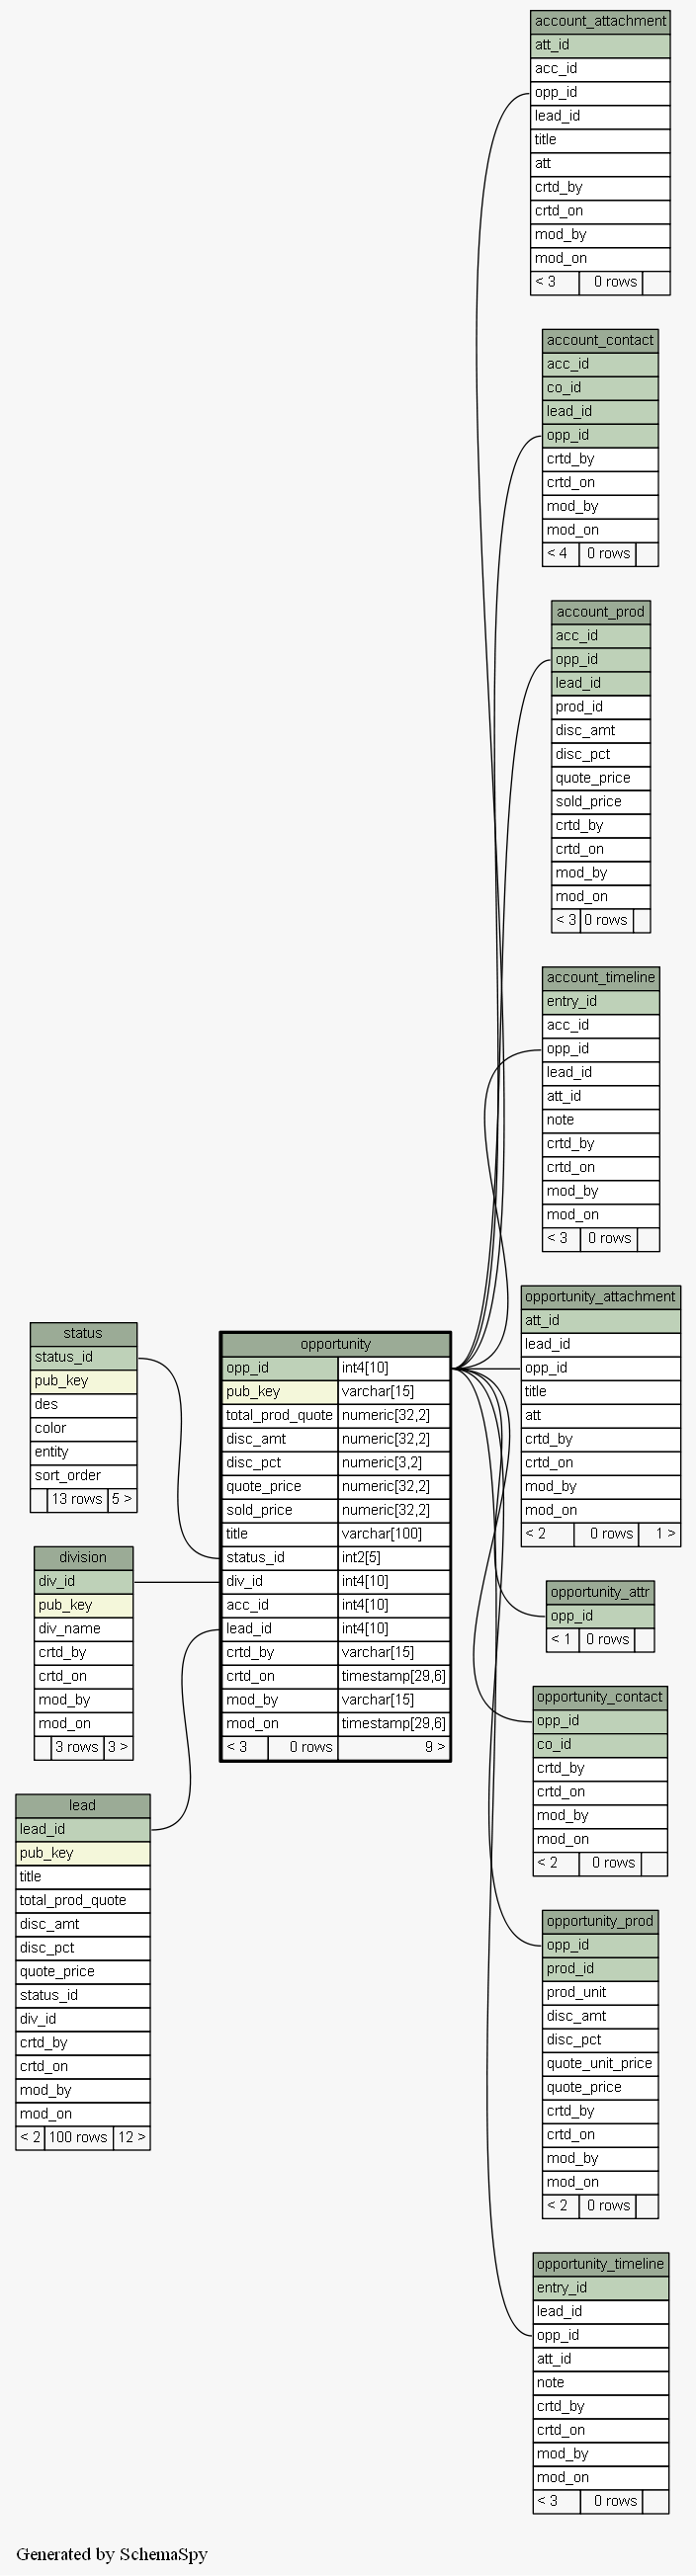 account_attachment
att_id
acc_id
opp_id
lead_id
title
att
crtd_by
crtd_on
mod_by
mod_on
< 3 0 rows
account_contact
acc_id
co_id
lead_id
opp_id
crtd_by
crtd_on
mod_by
mod_on
< 4 0 rows
account_prod
acc_id
opp_id
lead_id
prod_id
disc_amt
disc_pct
quote_price
sold_price
crtd_by
crtd_on
mod_by
mod_on
< 3 0 rows
account_timeline
entry_id
acc_id
opp_id
lead_id
att_id
note
crtd_by
crtd_on
mod_by
mod_on
< 3 0 rows
status
status_id
pub_key
des
color
entity
sort_order
13 rows 5 >
division
div_id
pub_key
div_name
crtd_by
crtd_on
mod_by
mod_on
3 rows 3 >
lead
lead_id
pub_key
title
total_prod_quote
disc_amt
disc_pct
quote_price
status_id
div_id
crtd_by
crtd_on
mod_by
mod_on
< 2 100 rows 12 >
opportunity
opp_id int4[10]
pub_key varchar[15]
total_prod_quote numeric[32,2]
disc_amt numeric[32,2]
disc_pct numeric[3,2]
quote_price numeric[32,2]
sold_price numeric[32,2]
title varchar[100]
status_id int2[5]
div_id int4[10]
acc_id int4[10]
lead_id int4[10]
crtd_by varchar[15]
crtd_on timestamp[29,6]
mod_by varchar[15]
mod_on timestamp[29,6]
< 3 0 rows 9 >
opportunity_attachment
att_id
lead_id
opp_id
title
att
crtd_by
crtd_on
mod_by
mod_on
< 2 0 rows 1 >
opportunity_attr
opp_id
< 1 0 rows
opportunity_contact
opp_id
co_id
crtd_by
crtd_on
mod_by
mod_on
< 2 0 rows
opportunity_prod
opp_id
prod_id
prod_unit
disc_amt
disc_pct
quote_unit_price
quote_price
crtd_by
crtd_on
mod_by
mod_on
< 2 0 rows
opportunity_timeline
entry_id
lead_id
opp_id
att_id
note
crtd_by
crtd_on
mod_by
mod_on
< 3 0 rows
Generated by SchemaSpy